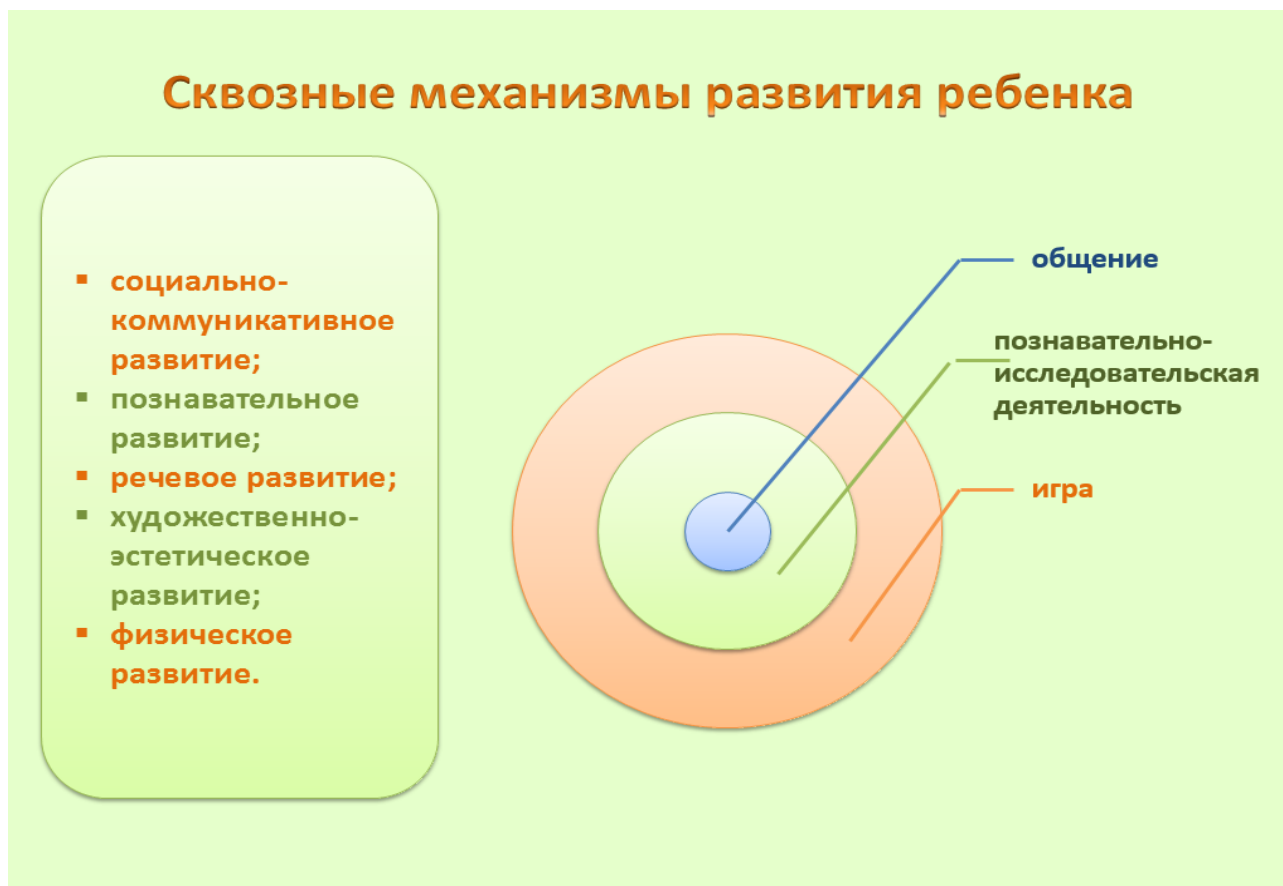 Сквозные механизмы развития ребенка
▪ социально-
коммуникативное
развитие;
▪ познавательное
развитие;
▪ речевое развитие;
▪ художественно-
эстетическое
развитие;
▪ физическое
развитие.
общение
познавательно-
исследовательская
деятельность
игра